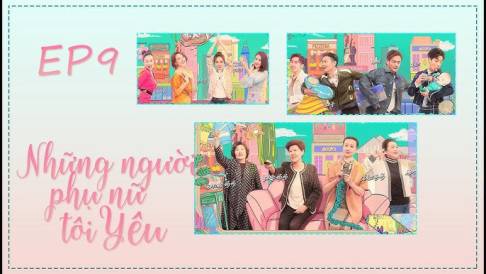 EP9
Những người
phụ nữ
tôi Yêu